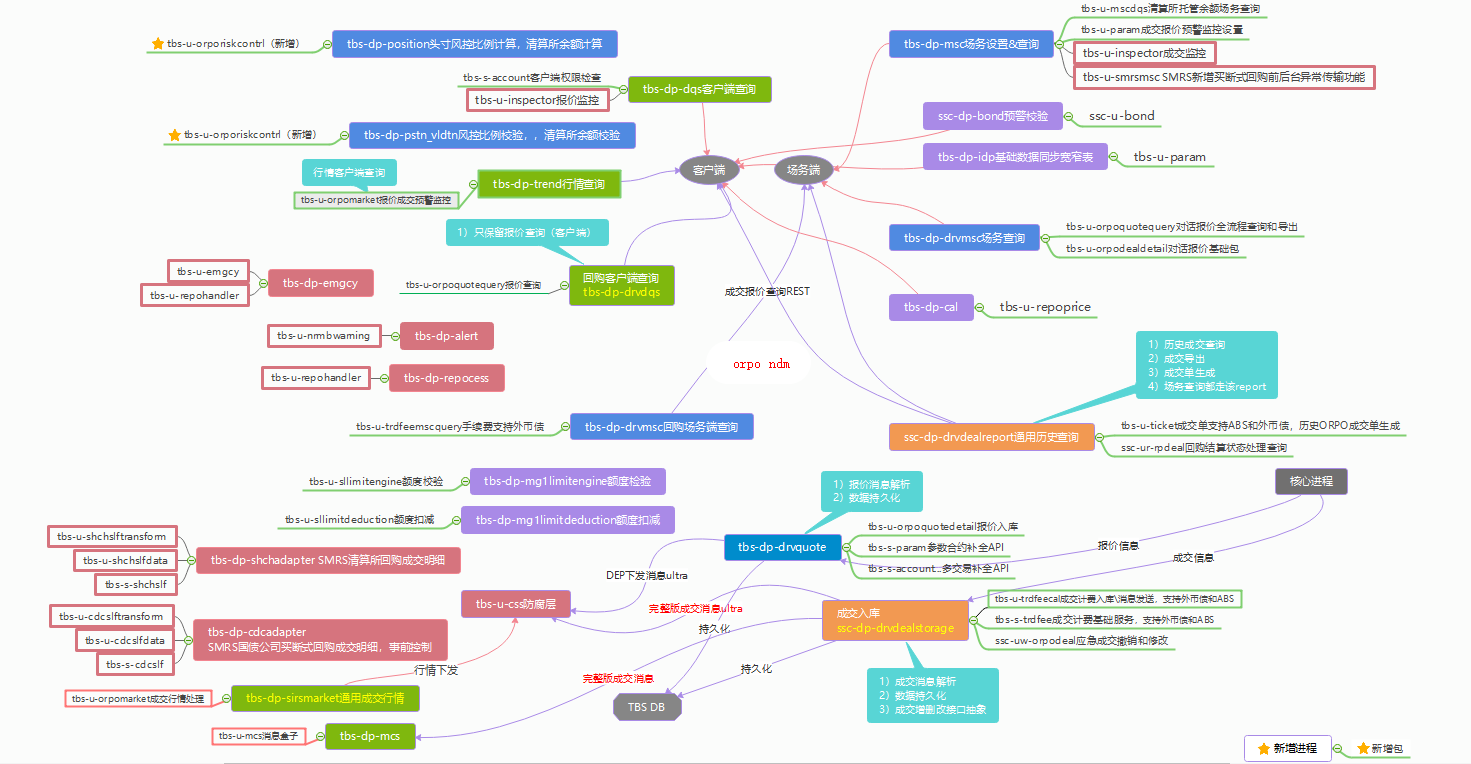 tbs-u-orporiskcontrl（新增）
tbs-dp-position头寸风控比例计算，清算所余额计算
tbs-s-account客户端权限检查
tbs-u-inspector报价监控
tbs-dp-dqs客户端查询
tbs-u-orporiskcontrl（新增）
tbs-dp-pstn_vldtn风控比例校验，，清算所余额校验
行情客户端查询
tbs-u-orpomarket报价成交预警监控
tbs-dp-trend行情查询
客户端
场务端
tbs-dp-msc场务设置&查询
tbs-u-mscdqs清算所托管余额场务查询
tbs-u-param成交报价预警监控设置
tbs-u-inspector成交监控
tbs-u-smrsmsc SMRS新增买断式回购前后台异常传输功能
ssc-dp-bond预警校验
ssc-u-bond
tbs-dp-idp基础数据同步宽窄表
tbs-u-param
tbs-dp-drvmsc场务查询
tbs-u-orpoquotequery对话报价全流程查询和导出
tbs-u-orpodealdetail对话报价基础包
1）只保留报价查询（客户端）
tbs-u-orpoquotequery报价查询
回购客户端查询
tbs-dp-drvdqs
tbs-u-emgcy
tbs-u-repohandler
tbs-dp-emgcy
tbs-u-nrmbwarning
tbs-dp-alert
tbs-u-repohandler
tbs-dp-repocess
成交报价查询REST
orpo ndm
tbs-dp-cal
tbs-u-repoprice
1）历史成交查询
2）成交导出
3）成交单生成
4）场务查询都走该report
tbs-u-trdfeemscquery手续费支持外币债
tbs-dp-drvmsc回购场务端查询
ssc-dp-drvdealreport通用历史查询
tbs-u-ticket成交单支持ABS和外币债，历史ORPO成交单生成
ssc-ur-rpdeal回购结算状态处理查询
tbs-u-sllimitengine额度校验
tbs-dp-mg1limitengine额度检验
tbs-u-sllimitdeduction额度扣减
tbs-dp-mg1limitdeduction额度扣减
1）报价消息解析
2）数据持久化
核心进程
tbs-dp-drvquote
tbs-u-orpoquotedetail报价入库
tbs-s-param参数合约补全API
tbs-s-account...多交易补全API
报价信息
成交信息
tbs-u-shchslftransform
tbs-u-shchslfdata
tbs-s-shchslf
tbs-dp-shchadapter SMRS清算所回购成交明细
DEP下发消息ultra
tbs-u-css防腐层
完整版成交消息ultra
持久化
成交入库
ssc-dp-drvdealstorage
tbs-u-trdfeecal成交计费入库\消息发送，支持外币债和ABS
tbs-s-trdfee成交计费基础服务，支持外币债和ABS
ssc-uw-orpodeal应急成交撤销和修改
tbs-u-cdcslftransform
tbs-u-cdcslfdata
tbs-s-cdcslf
tbs-dp-cdcadapter
SMRS国债公司买断式回购成交明细，事前控制
行情下发
完整版成交消息
持久化
1）成交消息解析
2）数据持久化
3）成交增删改接口抽象
tbs-u-orpomarket成交行情处理
tbs-dp-sirsmarket通用成交行情
TBS DB
tbs-u-mcs消息盒子
tbs-dp-mcs
新增进程
新增包